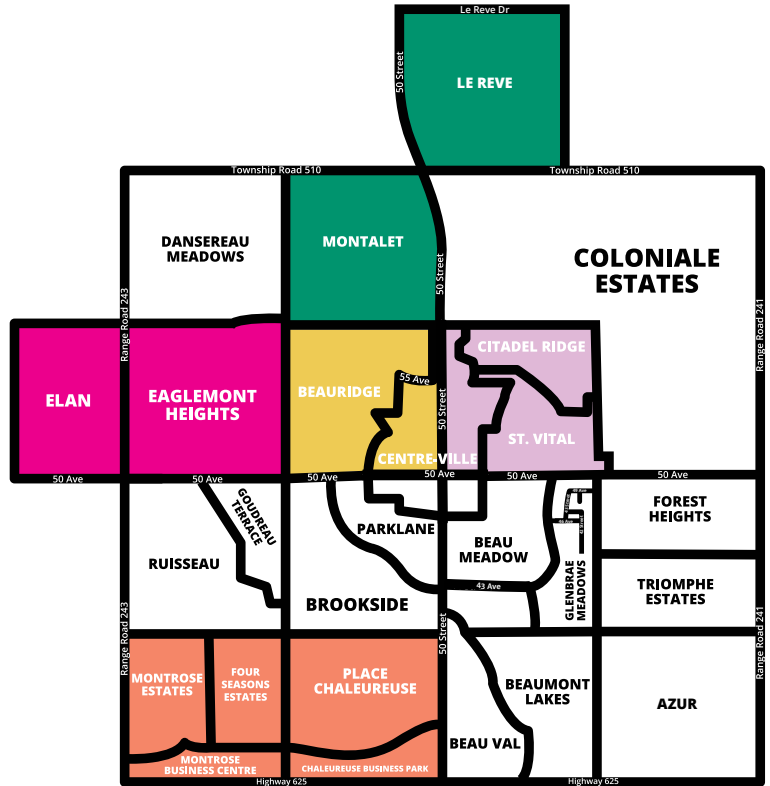 Le Reve Dr
50 Street
LE REVE
Township Road 510
Township Road 510
DANSEREAU
MEADOWS
MONTALET
COLONIALE
ESTATES
50 Street
Range Road 243
Range Road 241
CITADEL RIDGE
55 Ave
BEAURIDGE
ELAN
EAGLEMONT
HEIGHTS
50 Street
ST. VITAL
CENTRE-VILLE
50 Ave
50 Ave
50 Ave
50 Ave
50 Ave
50 Ave
GOUDREAU
TERRACE
FOREST
HEIGHTS
PARKLANE
BEAU
MEADOW
RUISSEAU
GLENBRAE
MEADOWS
43 Ave
TRIOMPHE
ESTATES
BROOKSIDE
Range Road 243
50 Street
Range Road 241
MONTROSE
ESTATES
FOUR
SEASONS
ESTATES
PLACE
CHALEUREUSE
BEAUMONT
LAKES
AZUR
BEAU VAL
MONTROSE
BUSINESS CENTRE
CHALEUREUSE BUSINESS PARK
Highway 625
Highway 625